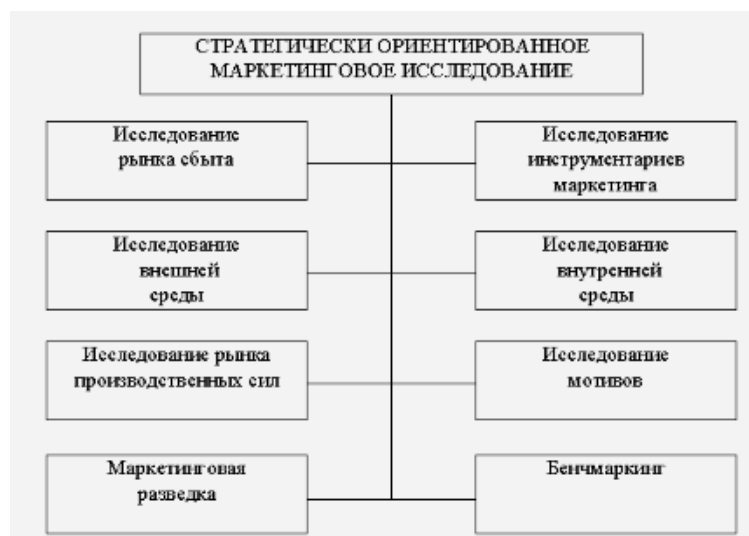 СТРАТЕГИЧЕСКИ ОРИЕНТИРОВАННОЕ
МАРКЕТИНГОВОЕ ИССЛЕДОВАНИЕ
Исследование
рынка сбыта
Исследование
инструментариев
маркетинга
Исследование
внешней
среды
Исследование
внутренней
среды
Исследование рынка
производственных сил
Исследование
мотивов
Маркетинговая
разведка
Бенчмаркинг